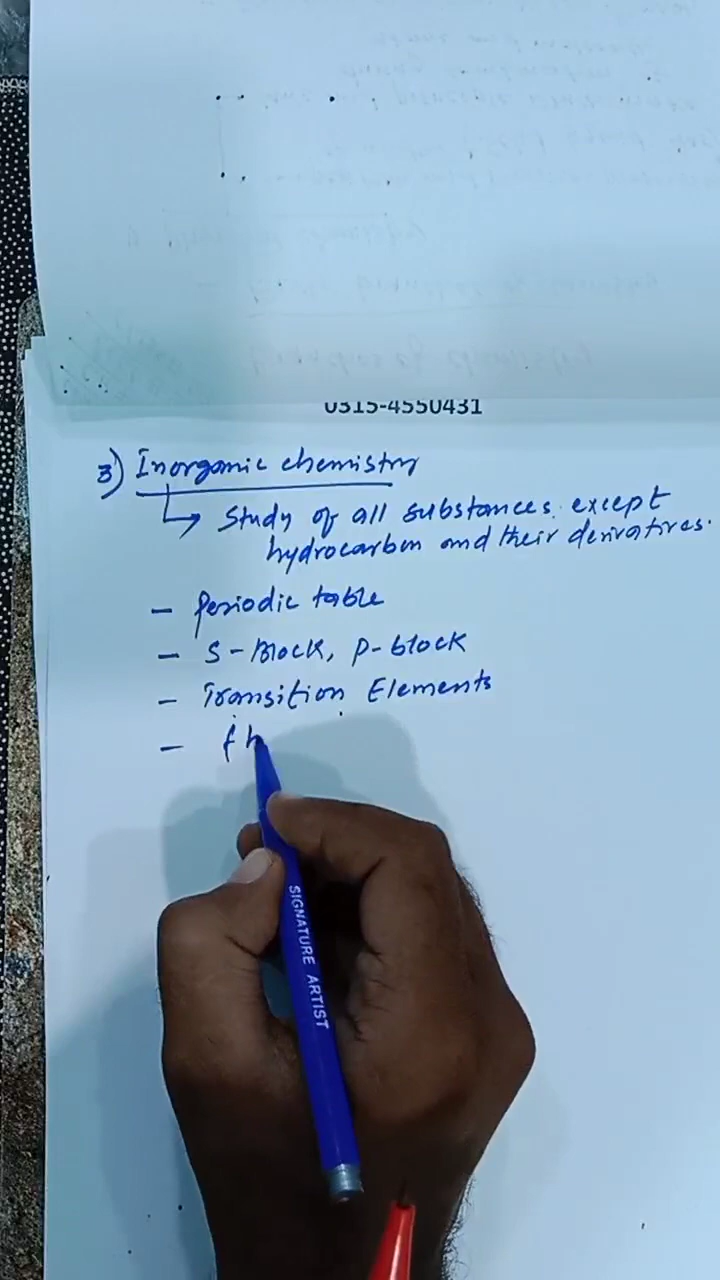 0315-4550431
3) Inorganic chemistry
↳ Study of all substances except
hydrocarbon and their derivatives.
- Periodic table
- S-Block, P-block
- Transition Elements
-
SIGNATURE ARTIST